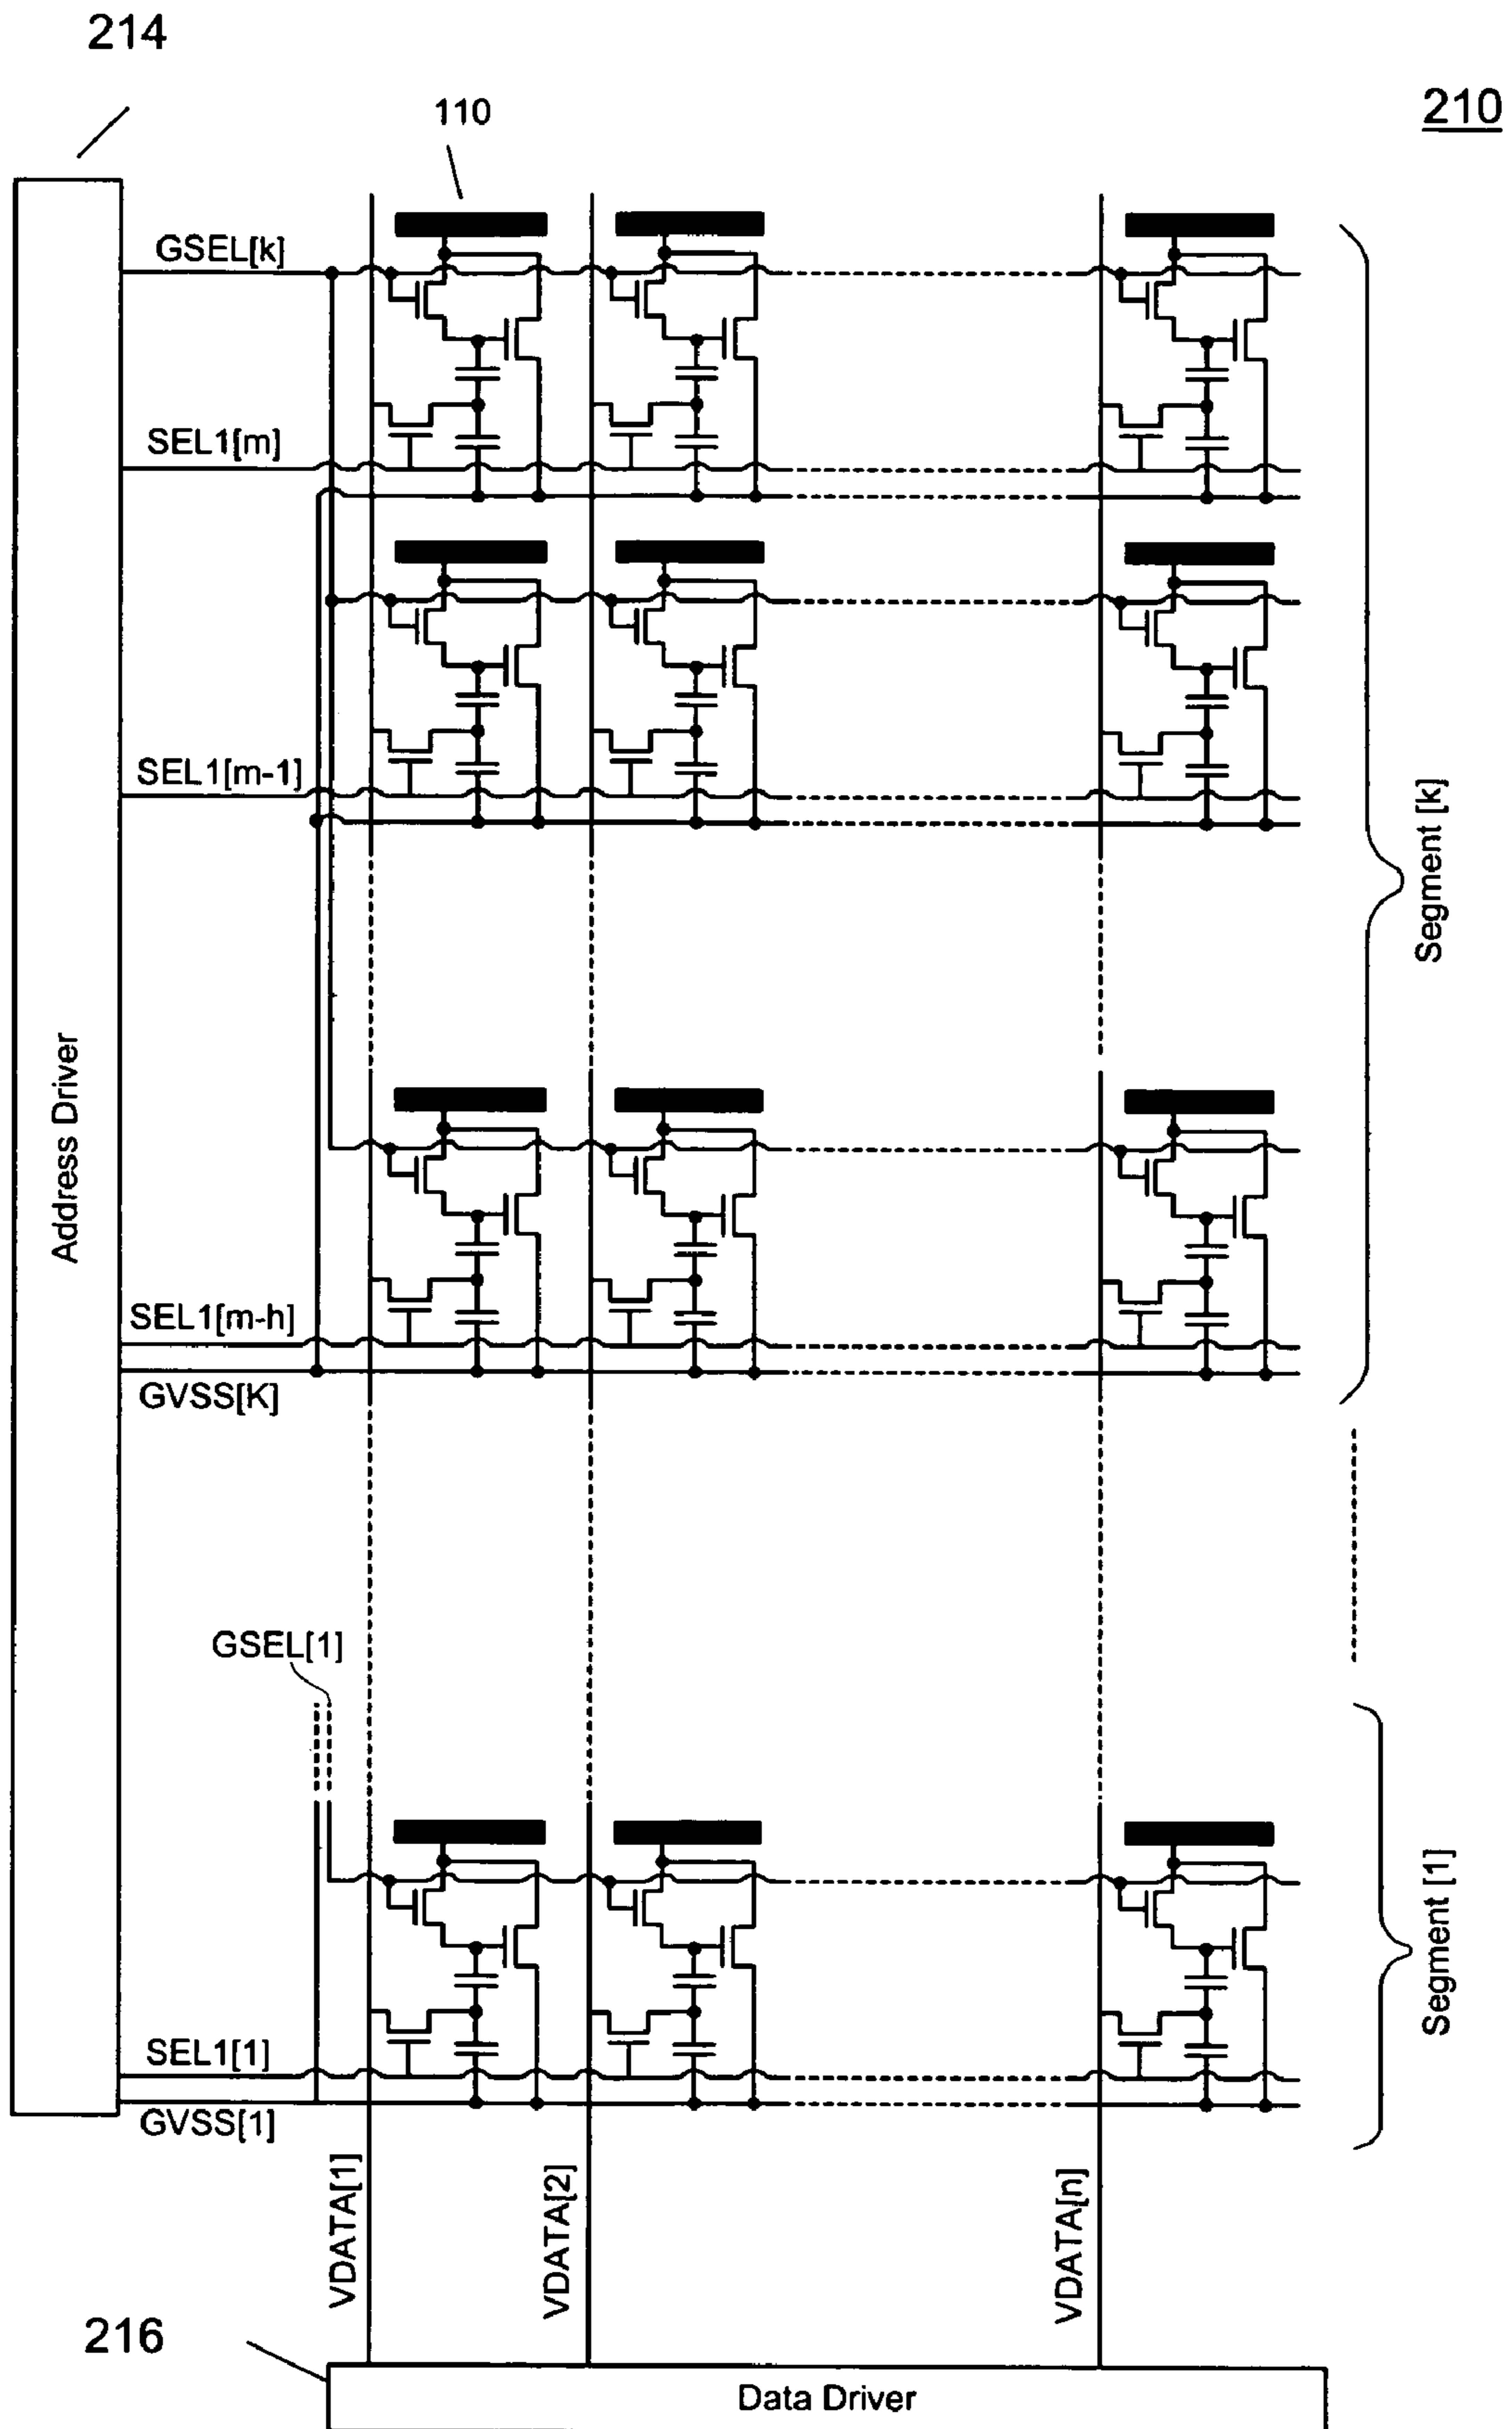 214
110
210
GSEL[k]
SEL1[m]
SEL1[m-1]
Segment [k]
Address Driver
SEL1[m-h]
GVSS[K]
GSEL[1]
Segment [1]
SEL1[1]
GVSS[1]
VDATA[1]
VDATA[2]
VDATA[n]
216
Data Driver